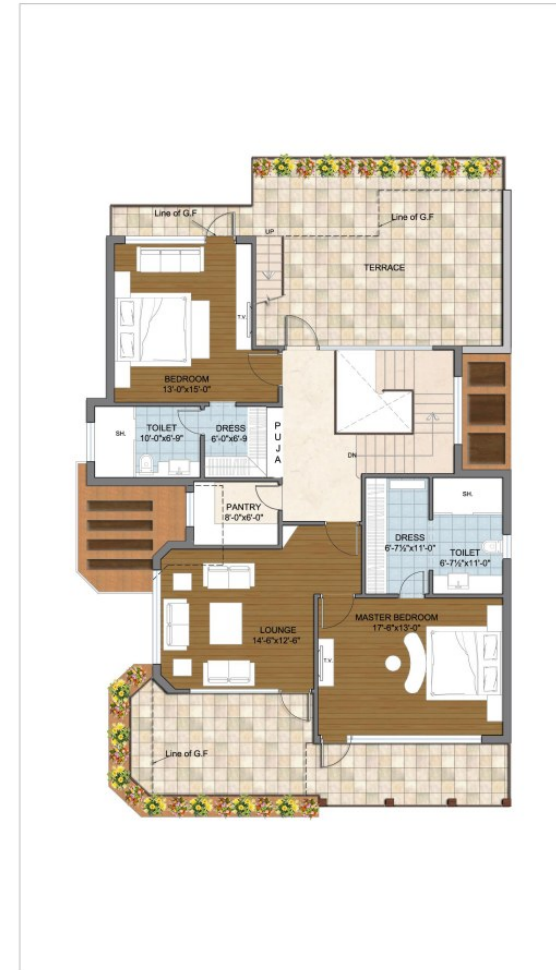 Line of G.F
UP
Line of G.F
TERRACE
T.V.
BEDROOM
13'-0"x15'-0"
SH.
TOILET
10'-0"x6'-9"
DRESS
6'-0"x6'-9
PUJA
DN
PANTRY
8'-0"x6'-0"
SH.
DRESS
6'-7½"x11'-0"
TOILET
6'-7½"x11'-0"
LOUNGE
14'-6"x12'-6"
MASTER BEDROOM
17'-6"x13'-0"
T.V.
Line of G.F